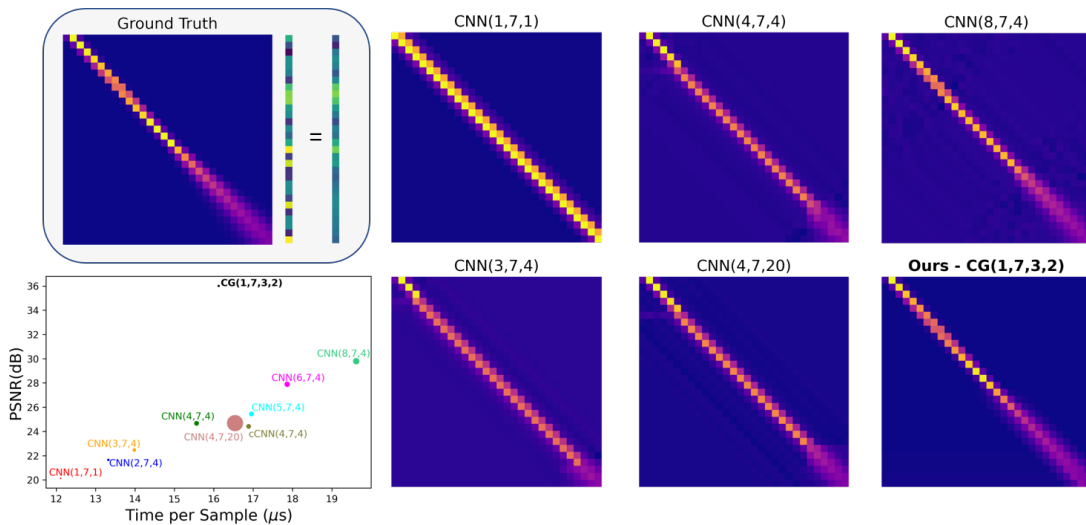 Ground Truth
=
CNN(1,7,1)
CNN(4,7,4)
CNN(8,7,4)
CNN(3,7,4)
CNN(4,7,20)
Ours - CG(1,7,3,2)
PSNR(dB)
36
34
32
30
28
26
24
22
20
CG(1,7,3,2)
CNN(8,7,4)
CNN(6,7,4)
CNN(5,7,4)
CNN(4,7,4)
CNN(4,7,20)
cCNN(4,7,4)
CNN(3,7,4)
CNN(2,7,4)
CNN(1,7,1)
12 13 14 15 16 17 18 19
Time per Sample (μs)